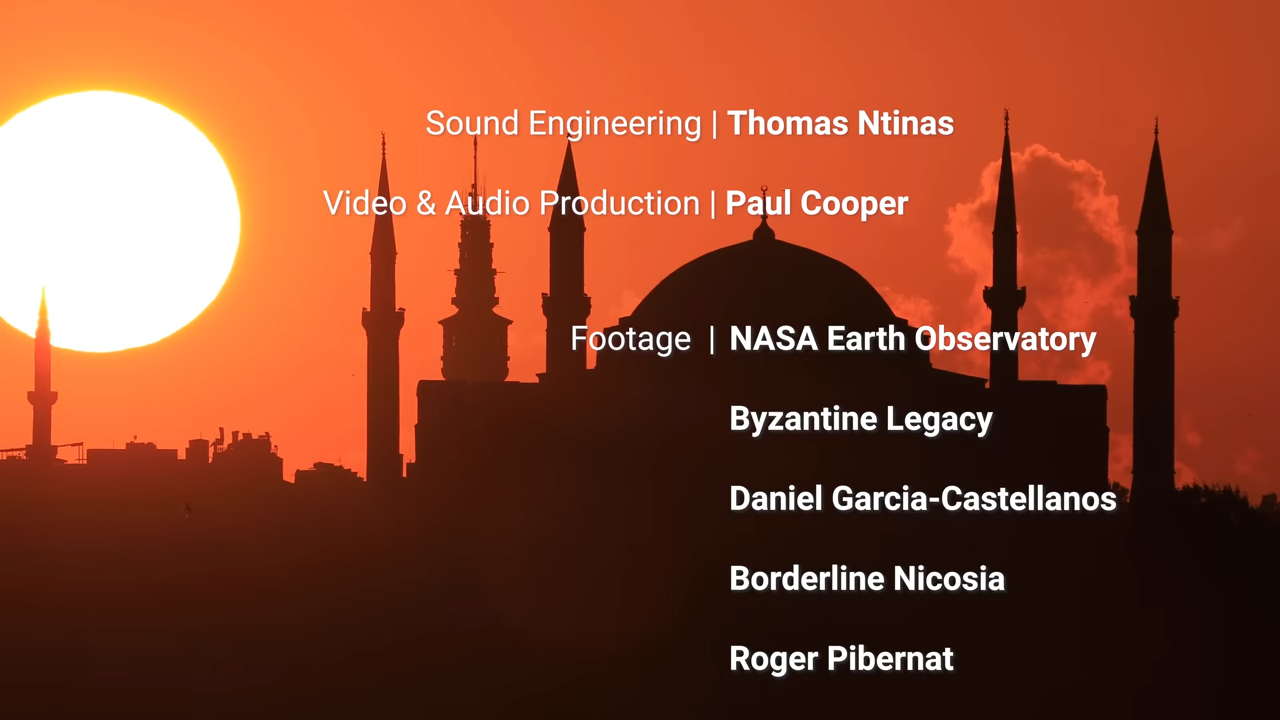 Sound Engineering | Thomas Ntinas
Video & Audio Production | Paul Cooper
Footage | NASA Earth Observatory
Byzantine Legacy
Daniel Garcia-Castellanos
Borderline Nicosia
Roger Pibernat